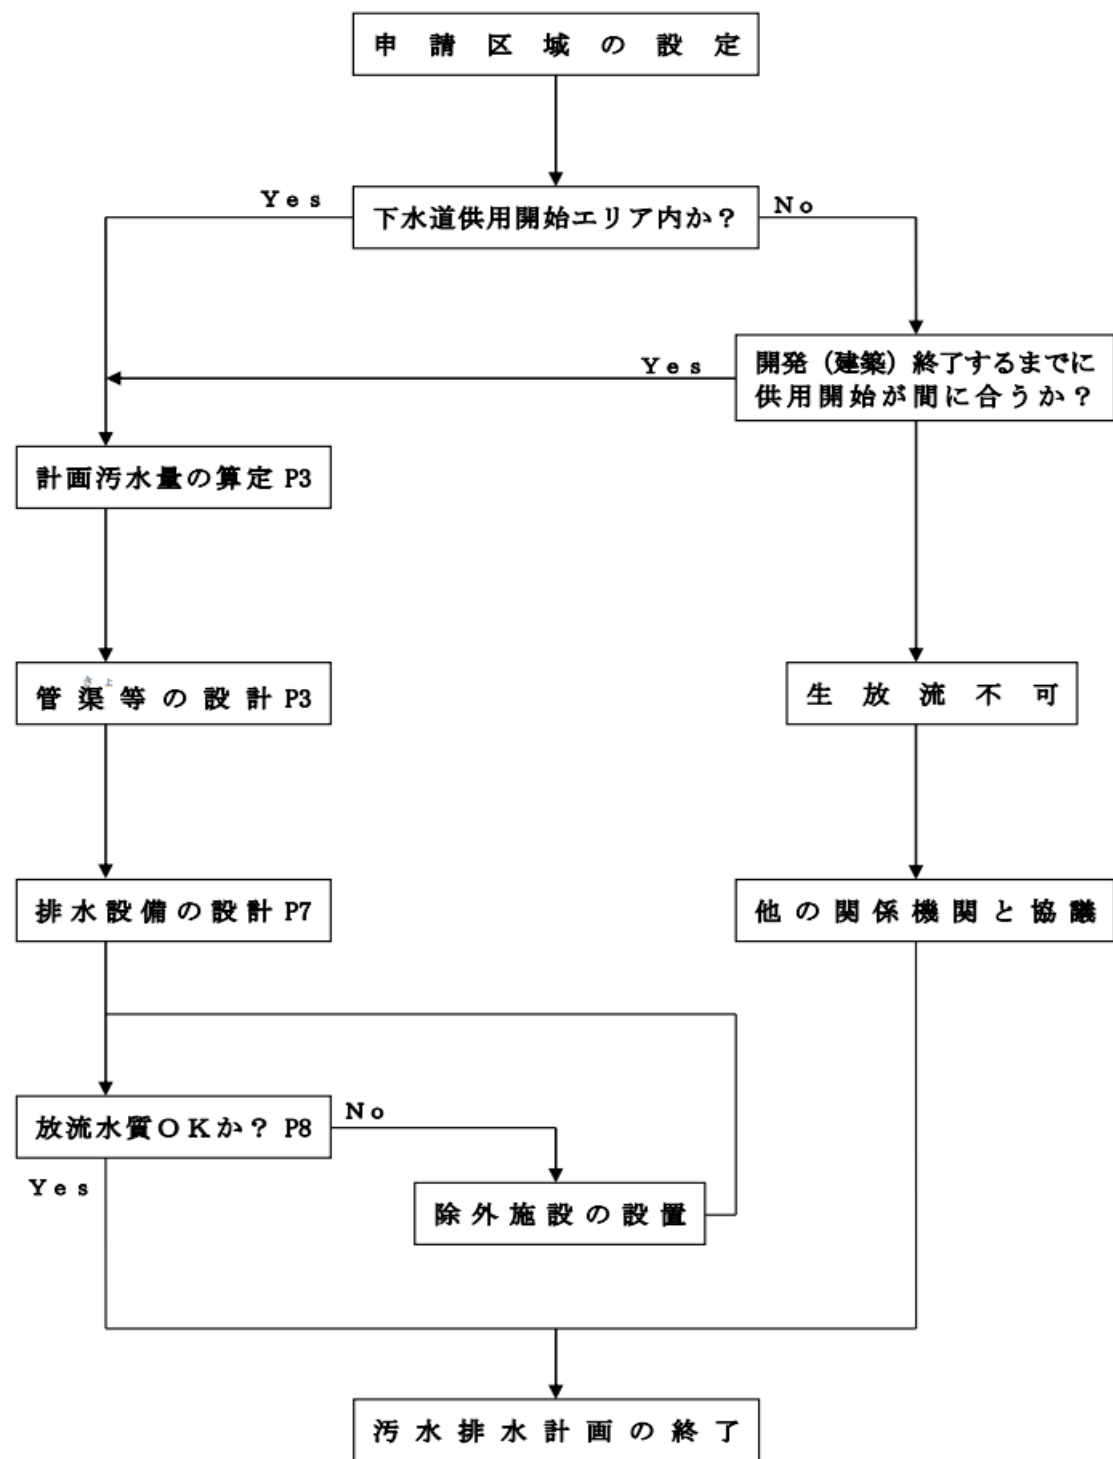 申請区域の設定
Yes
下水道供用開始エリア内か？
No
Yes
開発（建築）終了するまでに
供用開始が間に合うか？
計画汚水量の算定 P3
きょ
管渠等の設計 P3
生放流不可
排水設備の設計 P7
他の関係機関と協議
放流水質ＯＫか？ P8
No
Yes
除外施設の設置
汚水排水計画の終了